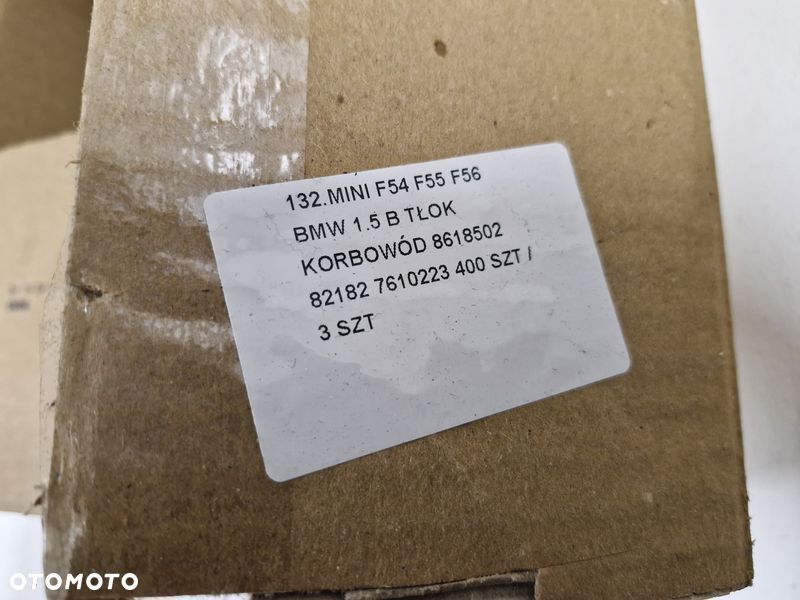 132.MINI F54 F55 F56
BMW 1.5 B TŁOK
KORBOWÓD 8618502
82182 7610223 400 SZT /
3 SZT
OTOMOTO